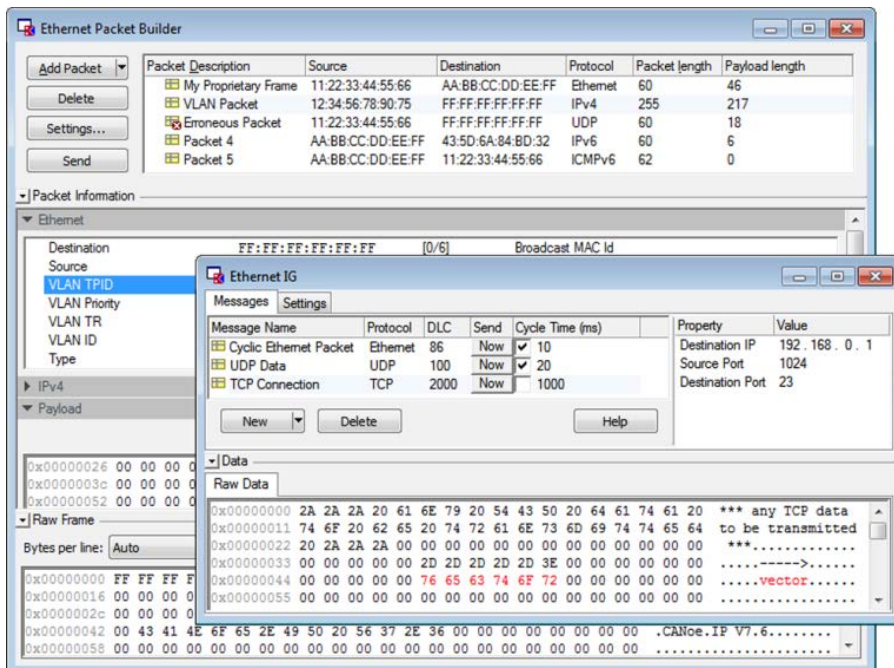 Ethernet Packet Builder
Add Packet
Delete
Settings...
Send
Packet Description Source Destination Protocol Packet length Payload length
My Proprietary Frame 11:22:33:44:55:66 AA:BB:CC:DD:EE:FF Ethernet 60 46
VLAN Packet 12:34:56:78:90:75 FF:FF:FF:FF:FF:FF IPv4 255 217
Erroneous Packet 11:22:33:44:55:66 FF:FF:FF:FF:FF:FF UDP 60 18
Packet 4 AA:BB:CC:DD:EE:FF 43:5D:6A:84:BD:32 IPv6 60 6
Packet 5 AA:BB:CC:DD:EE:FF 11:22:33:44:55:66 ICMPv6 62 0
Packet Information
Ethernet
Destination FF:FF:FF:FF:FF:FF [0/6] Broadcast MAC Id
Source
VLAN TPID
VLAN Priority
VLAN TR
VLAN ID
Type
IPv4
Payload
0x00000026 00 00 00 0
0x0000003c 00 00 00 0
0x00000052 00 00 00 0
Raw Frame
Bytes per line: Auto
0x00000000 FF FF FF F
0x00000016 00 00 00 0
0x0000002c 00 00 00 0
0x00000042 00 43 41 4E 6F 65 2E 49 50 20 56 37 2E 36 00 00 00 00 00 00 00 00 .CANoe.IP V7.6........
0x00000058 00 00 00 00 00 00 00 00 00 00 00 00 00 00 00 00 00 00 00 00 00 00 ......................
Ethernet IG
Messages Settings
Message Name Protocol DLC Send Cycle Time (ms)
Cyclic Ethernet Packet Ethernet 86 Now 10
UDP Data UDP 100 Now 20
TCP Connection TCP 2000 Now 1000
Property Value
Destination IP 192.168.0.1
Source Port 1024
Destination Port 23
New Delete Help
Data
Raw Data
0x00000000 2A 2A 2A 20 61 6E 79 20 54 43 50 20 64 61 74 61 20 *** any TCP data
0x00000011 74 6F 20 62 65 20 74 72 61 6E 73 6D 69 74 74 65 64 to be transmitted
0x00000022 20 2A 2A 2A 00 00 00 00 00 00 00 00 00 00 00 00 00 ***.............
0x00000033 00 00 00 00 00 2D 2D 2D 2D 2D 3E 00 00 00 00 00 00 .....----->......
0x00000044 00 00 00 00 00 76 65 63 74 6F 72 00 00 00 00 00 00 .....vector......
0x00000055 00 00 00 00 00 00 00 00 00 00 00 00 00 00 00 00 00 .................